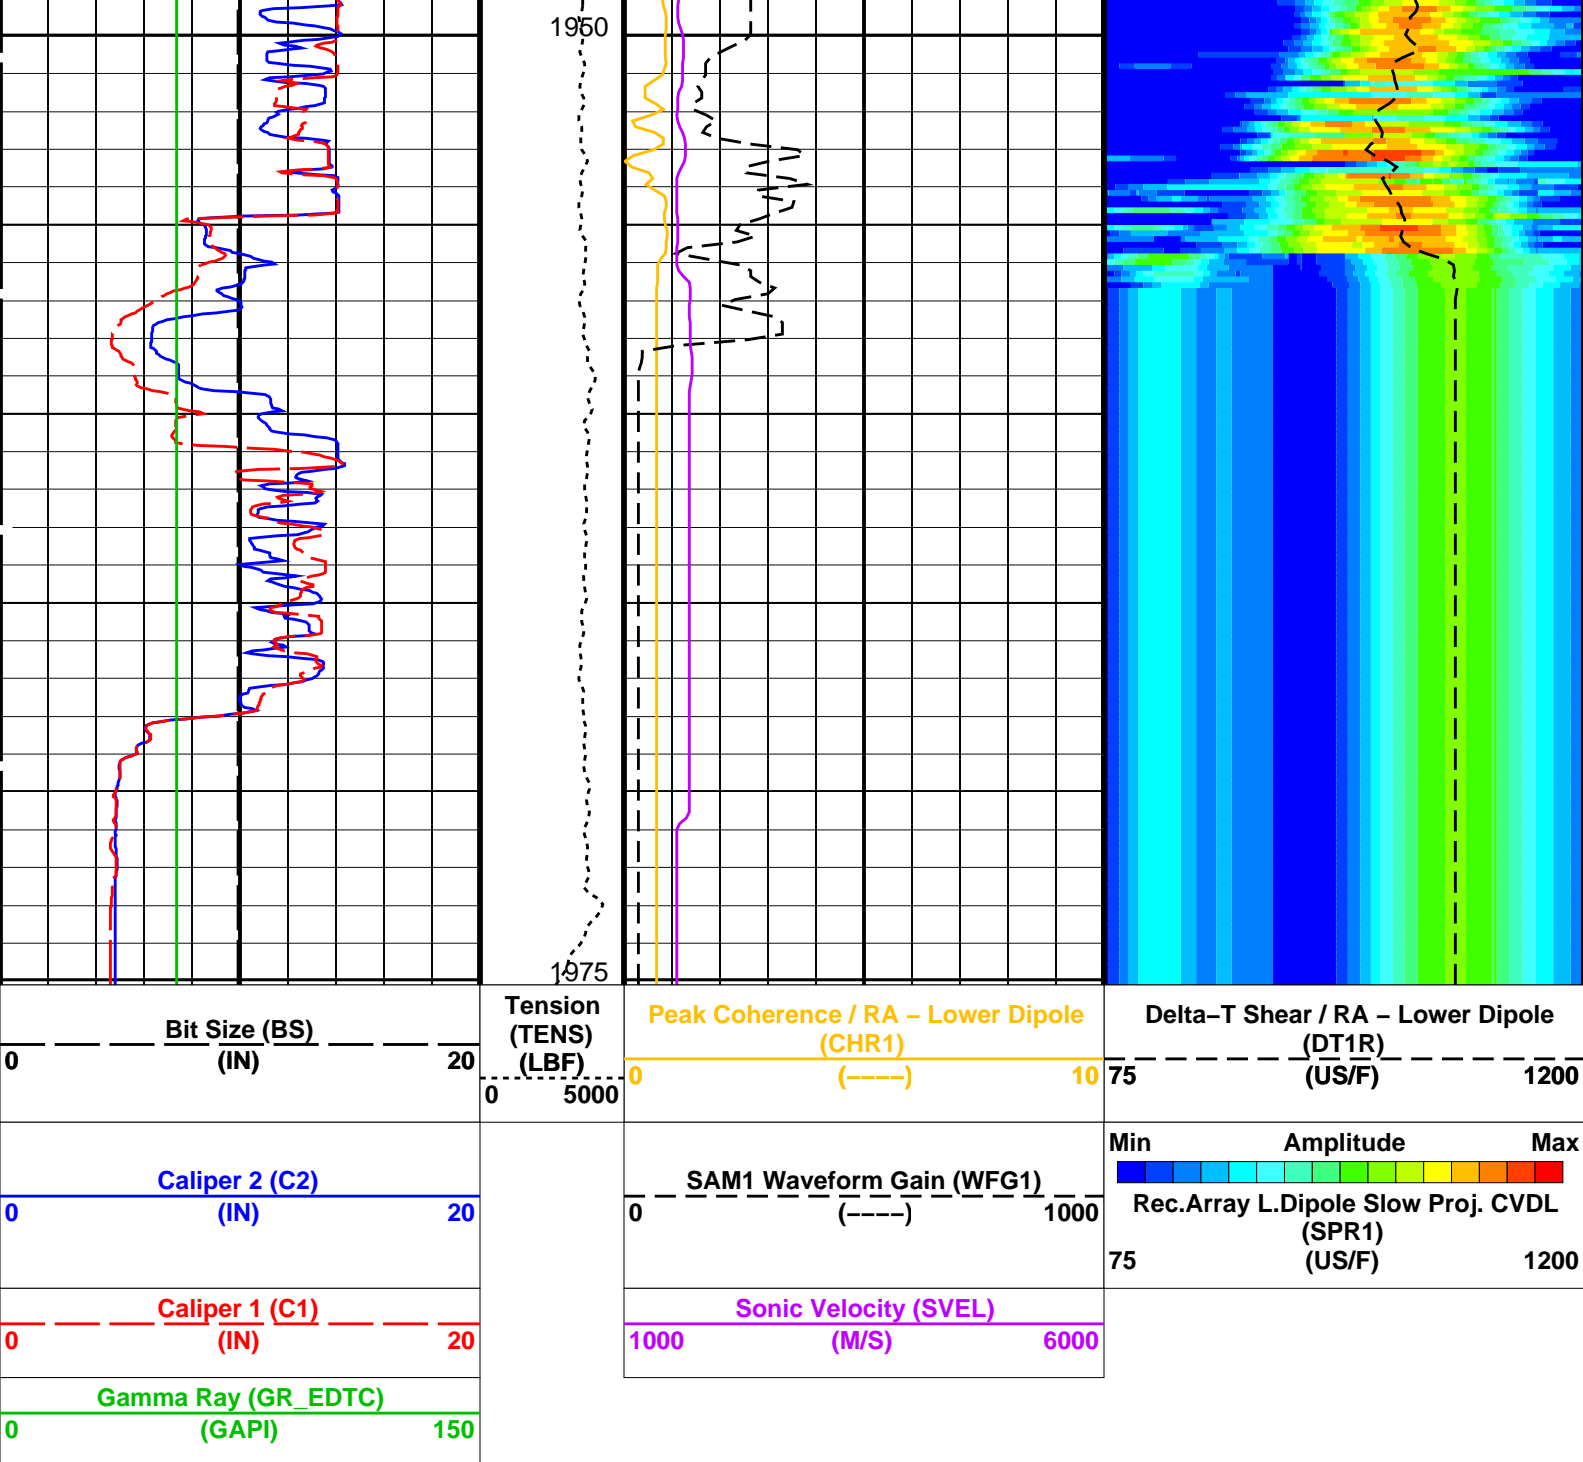 1950
1975
Bit Size (BS)
0 (IN) 20
Caliper 2 (C2)
0 (IN) 20
Caliper 1 (C1)
0 (IN) 20
Gamma Ray (GR_EDTC)
0 (GAPI) 150
Tension
(TENS)
(LBF)
0 5000
Peak Coherence / RA – Lower Dipole
(CHR1)
0 (––––) 10
SAM1 Waveform Gain (WFG1)
0 (––––) 1000
Sonic Velocity (SVEL)
1000 (M/S) 6000
Delta–T Shear / RA – Lower Dipole
(DT1R)
75 (US/F) 1200
Min Amplitude Max
Rec.Array L.Dipole Slow Proj. CVDL
(SPR1)
75 (US/F) 1200